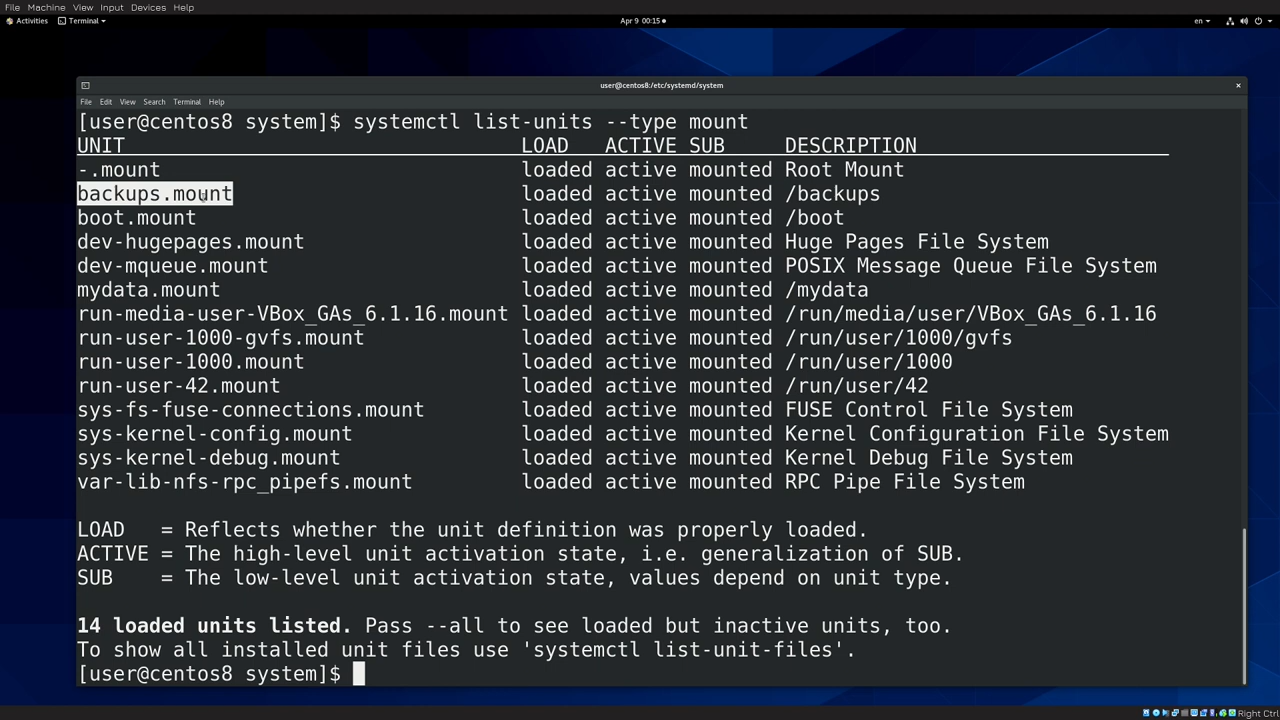 File Machine View Input Devices Help
Activities Terminal Apr 9 00:15 en
user@centos8:/etc/systemd/system
File Edit View Search Terminal Help
[user@centos8 system]$ systemctl list-units --type mount
UNIT LOAD ACTIVE SUB DESCRIPTION
-.mount loaded active mounted Root Mount
backups.mount loaded active mounted /backups
boot.mount loaded active mounted /boot
dev-hugepages.mount loaded active mounted Huge Pages File System
dev-mqueue.mount loaded active mounted POSIX Message Queue File System
mydata.mount loaded active mounted /mydata
run-media-user-VBox_GAs_6.1.16.mount loaded active mounted /run/media/user/VBox_GAs_6.1.16
run-user-1000-gvfs.mount loaded active mounted /run/user/1000/gvfs
run-user-1000.mount loaded active mounted /run/user/1000
run-user-42.mount loaded active mounted /run/user/42
sys-fs-fuse-connections.mount loaded active mounted FUSE Control File System
sys-kernel-config.mount loaded active mounted Kernel Configuration File System
sys-kernel-debug.mount loaded active mounted Kernel Debug File System
var-lib-nfs-rpc_pipefs.mount loaded active mounted RPC Pipe File System
LOAD = Reflects whether the unit definition was properly loaded.
ACTIVE = The high-level unit activation state, i.e. generalization of SUB.
SUB = The low-level unit activation state, values depend on unit type.
14 loaded units listed. Pass --all to see loaded but inactive units, too.
To show all installed unit files use 'systemctl list-unit-files'.
[user@centos8 system]$
Right Ctrl